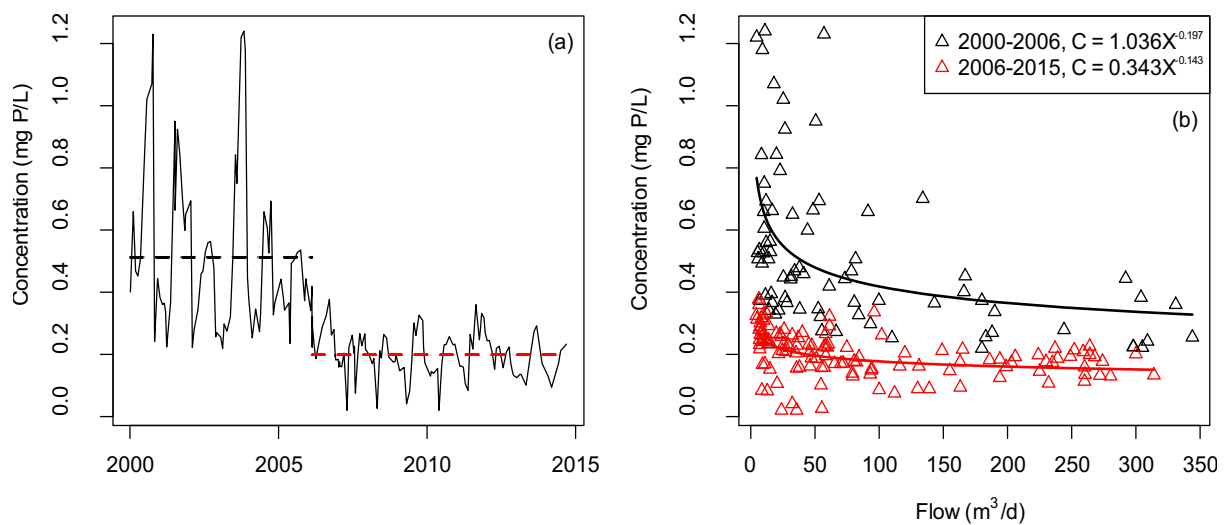 Concentration (mg P/L)
0.0 0.2 0.4 0.6 0.8 1.0 1.2
(a)
2000 2005 2010 2015
Concentration (mg P/L)
0.0 0.2 0.4 0.6 0.8 1.0 1.2
2000-2006, C = 1.036X^-0.197
2006-2015, C = 0.343X^-0.143
(b)
0 50 100 150 200 250 300 350
Flow (m³/d)